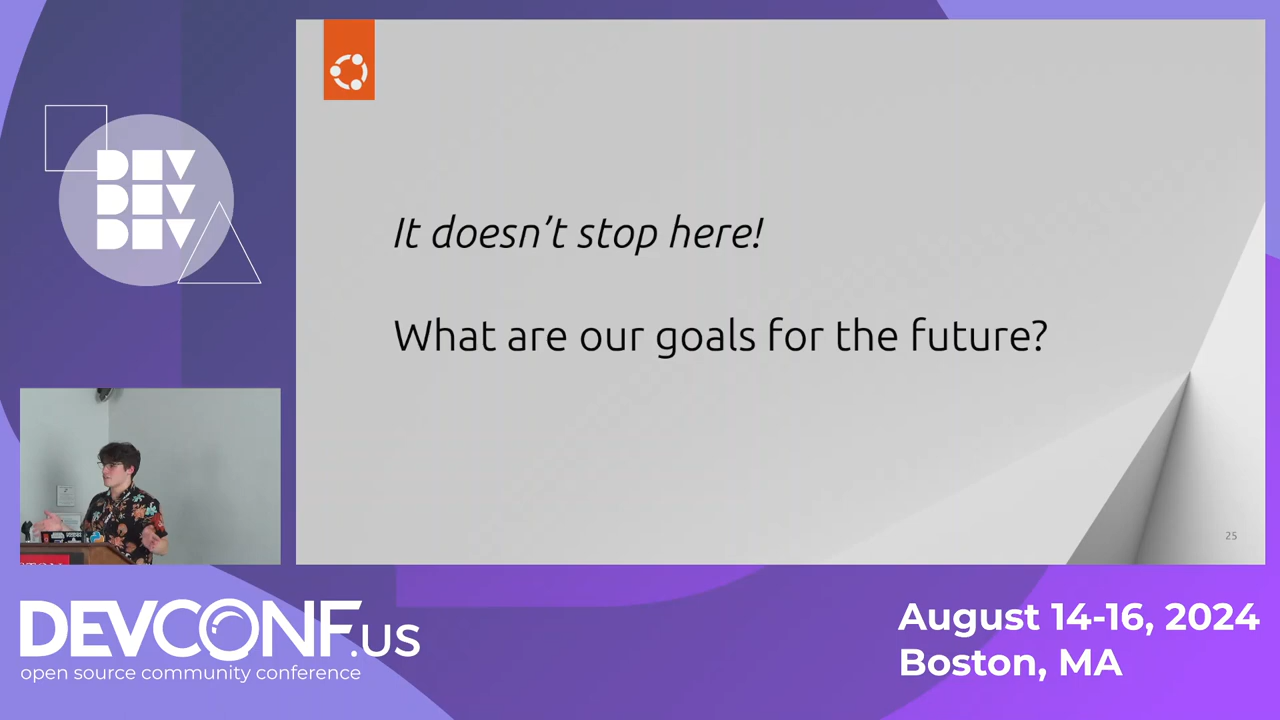 DEV
DEV
DEV
It doesn't stop here!
What are our goals for the future?
25
DEVCONF.US
open source community conference
August 14-16, 2024
Boston, MA